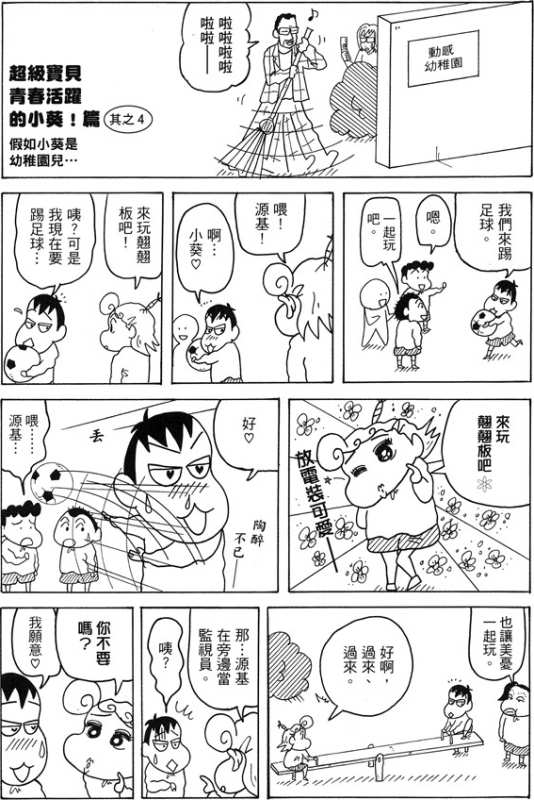 超級寶貝
青春活躍
的小葵！篇
其之4
假如小葵是
幼稚園兒…
啦啦啦啦
啦啦——
♪
動感
幼稚園
我們來踢
足球。
嗯。
一起玩
吧。
喂！
源基！
啊…
小葵♡
來玩翹翹
板吧！
咦？可是
我現在要
踢足球…
來玩
翹翹板吧
放電裝可愛——
好♡
丟
陶醉
不已
喂……
源基…
也讓美憂
一起玩。
好啊，
過來、
過來。
那…源基
在旁邊當
監視員。
咦？
你不要
嗎？
我願意♡